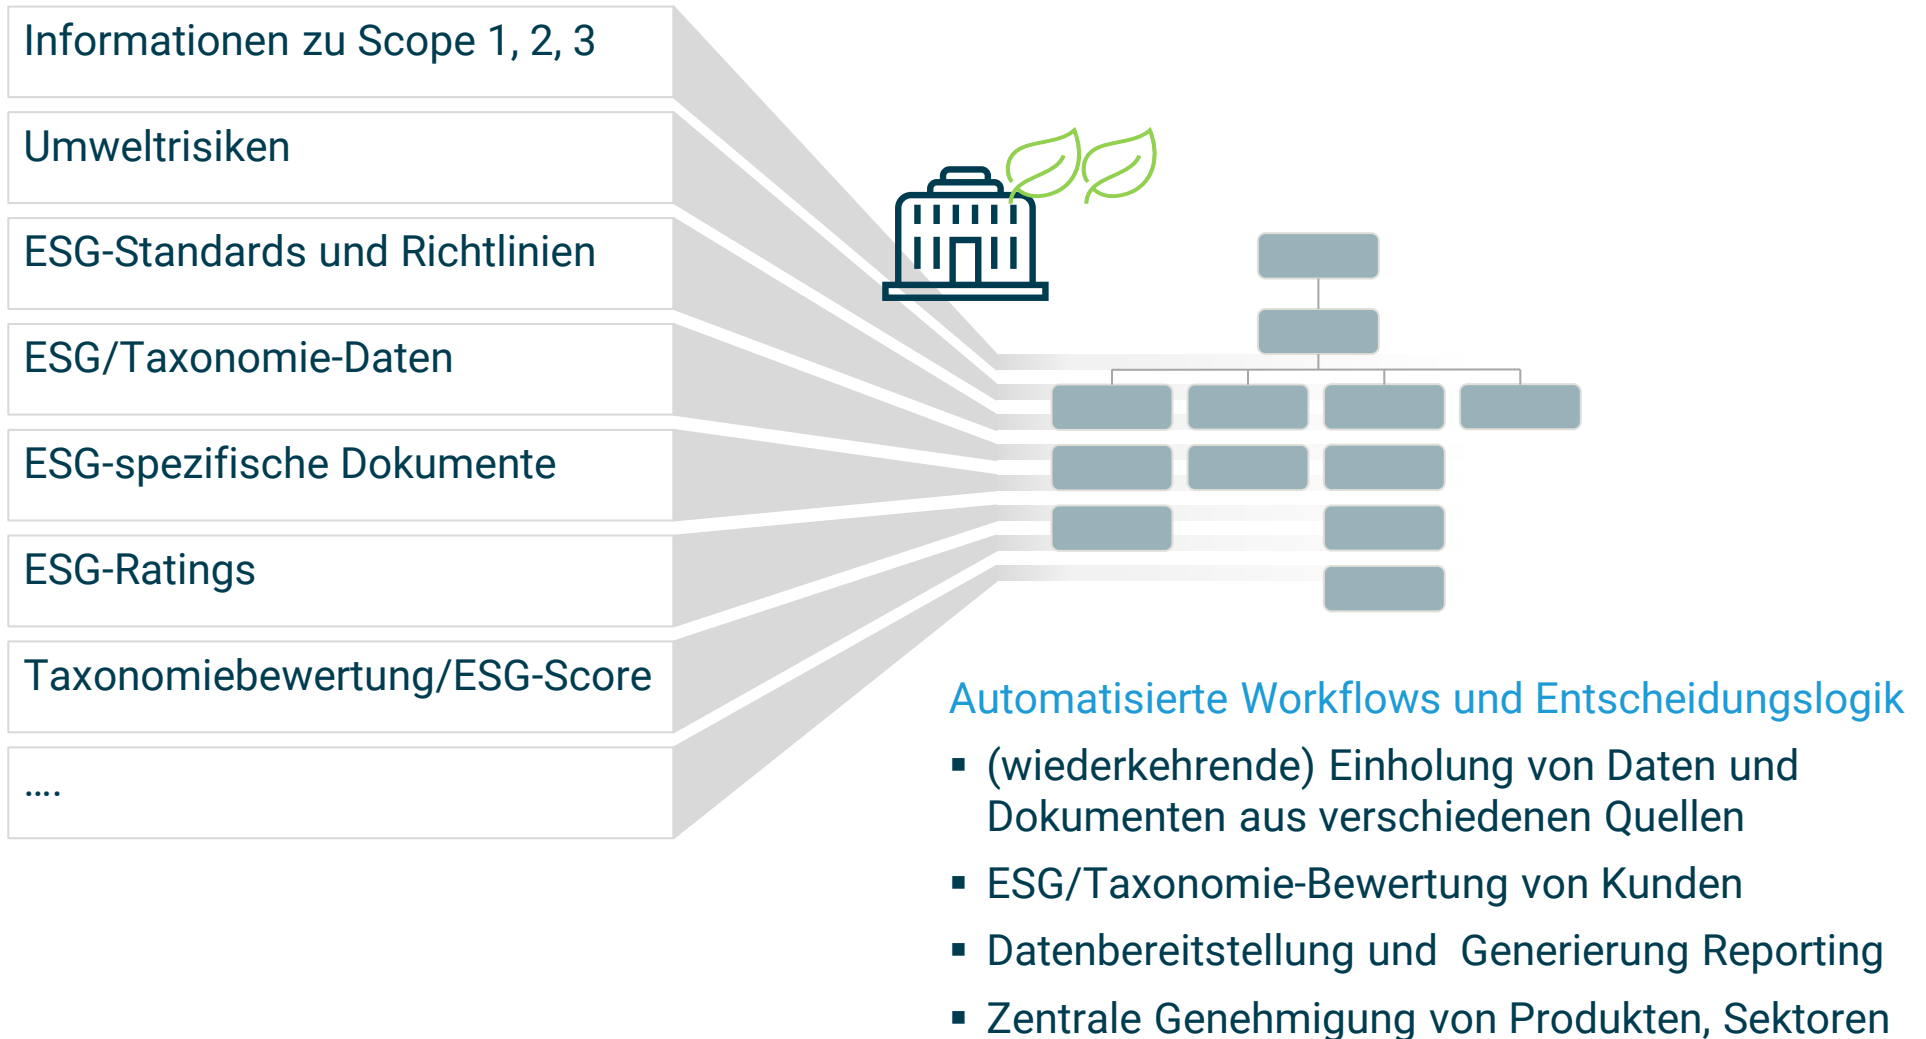 Informationen zu Scope 1, 2, 3
Umweltrisiken
ESG-Standards und Richtlinien
ESG/Taxonomie-Daten
ESG-spezifische Dokumente
ESG-Ratings
Taxonomiebewertung/ESG-Score
....
Automatisierte Workflows und Entscheidungslogik
▪ (wiederkehrende) Einholung von Daten und
Dokumenten aus verschiedenen Quellen
▪ ESG/Taxonomie-Bewertung von Kunden
▪ Datenbereitstellung und  Generierung Reporting
▪ Zentrale Genehmigung von Produkten, Sektoren